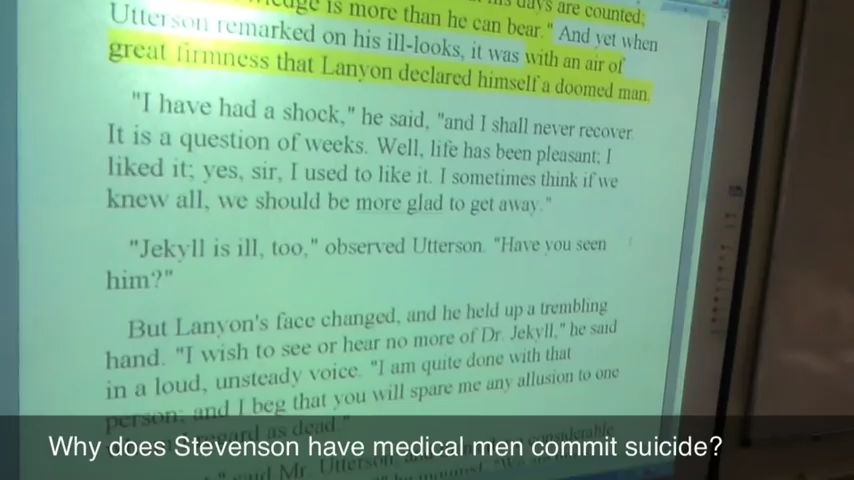 is more than he can bear." And yet when
Utterson remarked on his ill-looks, it was with an air of
great firmness that Lanyon declared himself a doomed man.
"I have had a shock," he said, "and I shall never recover.
It is a question of weeks. Well, life has been pleasant; I
liked it; yes, sir, I used to like it. I sometimes think if we
knew all, we should be more glad to get away."
"Jekyll is ill, too," observed Utterson. "Have you seen
him?"
But Lanyon's face changed, and he held up a trembling
hand. "I wish to see or hear no more of Dr. Jekyll," he said
in a loud, unsteady voice. "I am quite done with that
person; and I beg that you will spare me any allusion to one
regard as dead."
Why does Stevenson have medical men commit suicide?
said Mr. Utterson,